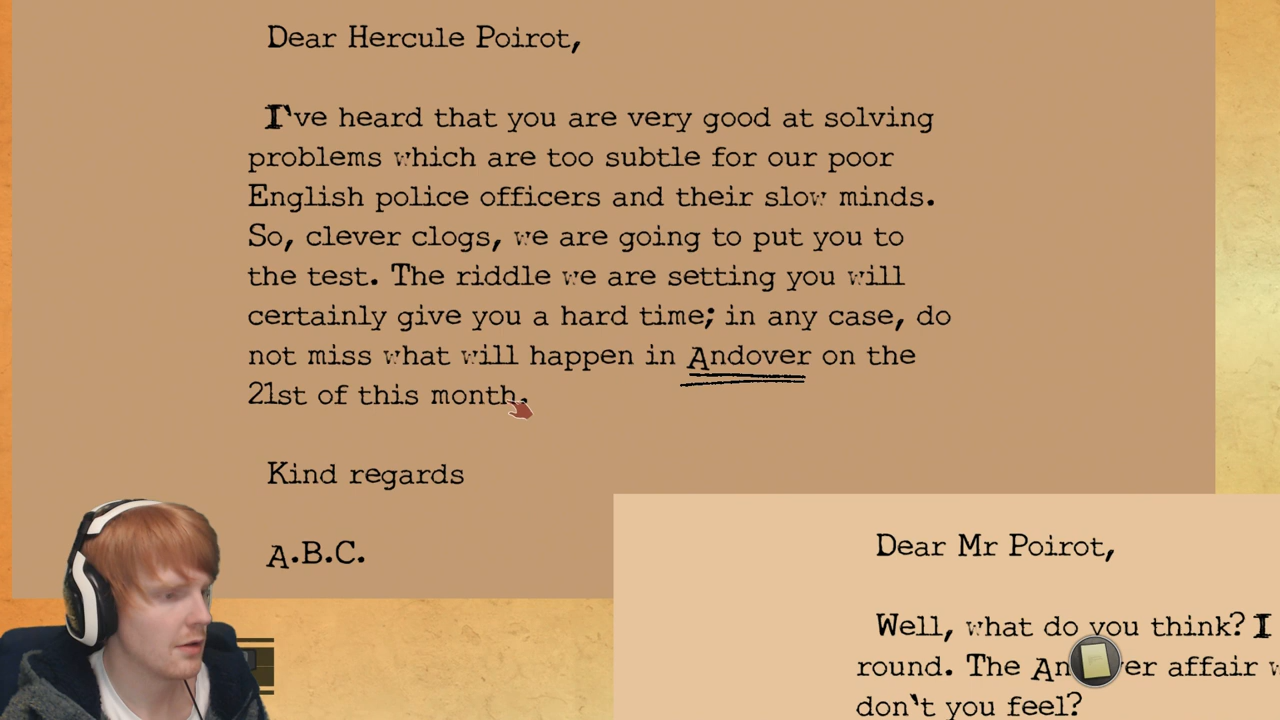 Dear Hercule Poirot,
I've heard that you are very good at solving
problems which are too subtle for our poor
English police officers and their slow minds.
So, clever clogs, we are going to put you to
the test. The riddle we are setting you will
certainly give you a hard time; in any case, do
not miss what will happen in Andover on the
21st of this month.
Kind regards
A.B.C.
Dear Mr Poirot,
Well, what do you think? I
round. The affair
don't you feel?